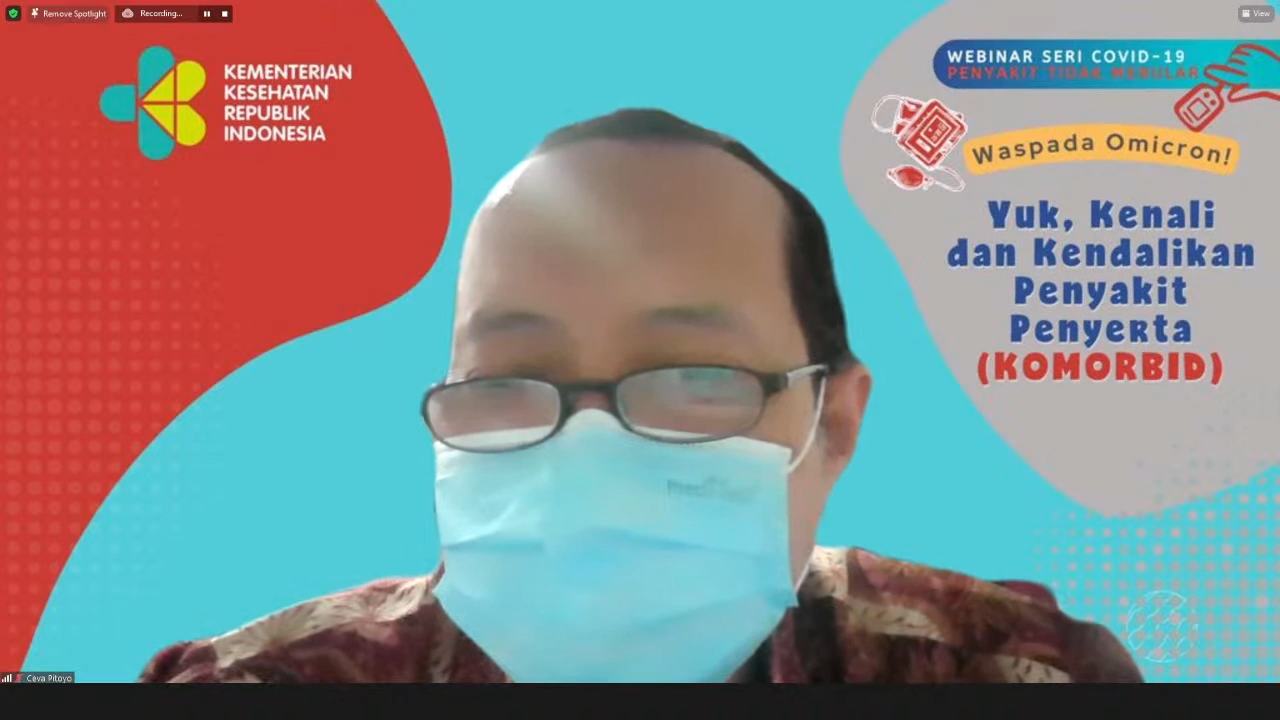 Remove Spotlight
Recording...
View
KEMENTERIAN
KESEHATAN
REPUBLIK
INDONESIA
WEBINAR SERI COVID-19
PENYAKIT TIDAK MENULAR
Waspada Omicron!
Yuk, Kenali
dan Kendalikan
Penyakit
Penyerta
(KOMORBID)
Ceva Pitoyo